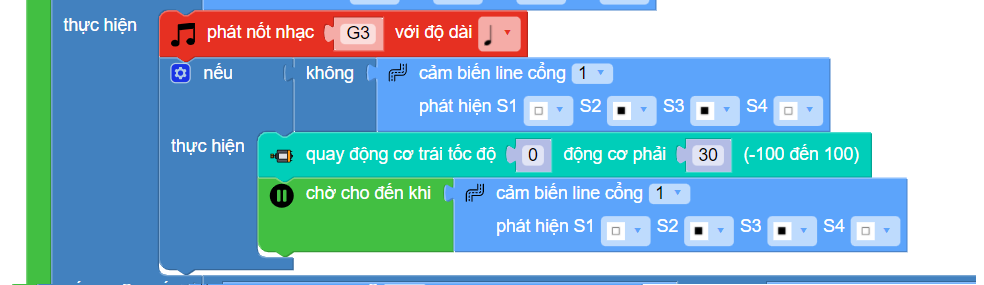 thực hiện
phát nốt nhạc G3 với độ dài
nếu không cảm biến line cổng 1
phát hiện S1 S2 S3 S4
thực hiện
quay động cơ trái tốc độ 0 động cơ phải 30 (-100 đến 100)
chờ cho đến khi cảm biến line cổng 1
phát hiện S1 S2 S3 S4